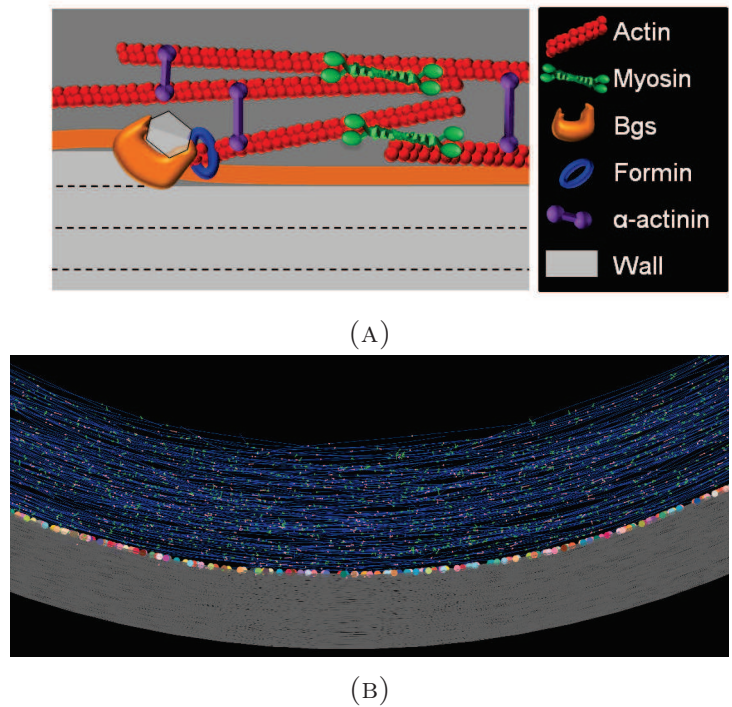 Actin
Myosin
Bgs
Formin
α-actinin
Wall
(A)
(B)